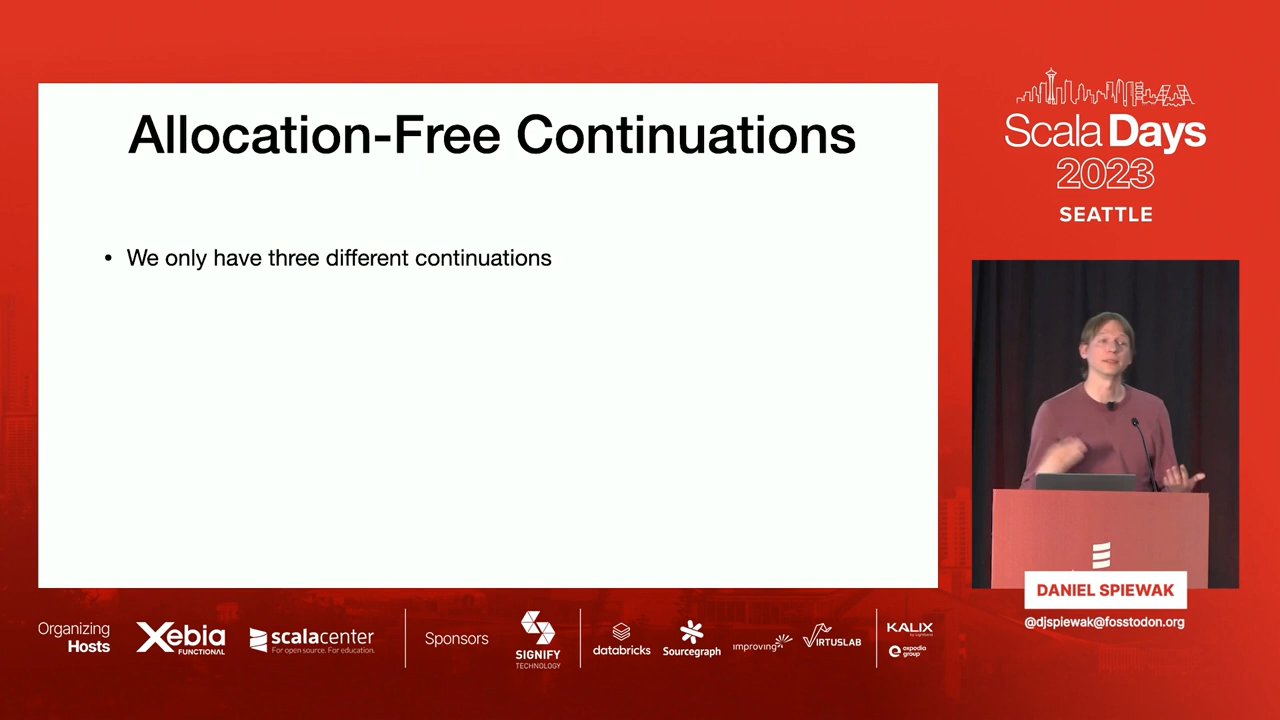 Allocation-Free Continuations
• We only have three different continuations
Scala Days
2023
SEATTLE
DANIEL SPIEWAK
@djspiewak@fosstodon.org
Organizing
Hosts
Xebia
FUNCTIONAL
scalacenter
For open source. For education.
Sponsors
SIGNIFY
TECHNOLOGY
databricks
Sourcegraph
improving
VIRTUSLAB
KALIX
by Lightbend
expedia
group